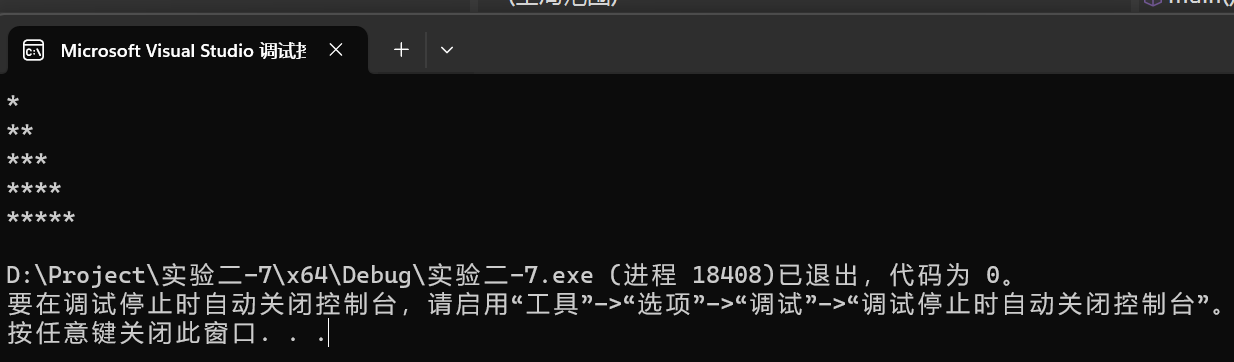 Microsoft Visual Studio 调试
*
**
***
****
*****
D:\Project\实验二-7\x64\Debug\实验二-7.exe (进程 18408)已退出，代码为 0。
要在调试停止时自动关闭控制台，请启用“工具”->“选项”->“调试”->“调试停止时自动关闭控制台”。
按任意键关闭此窗口. . .